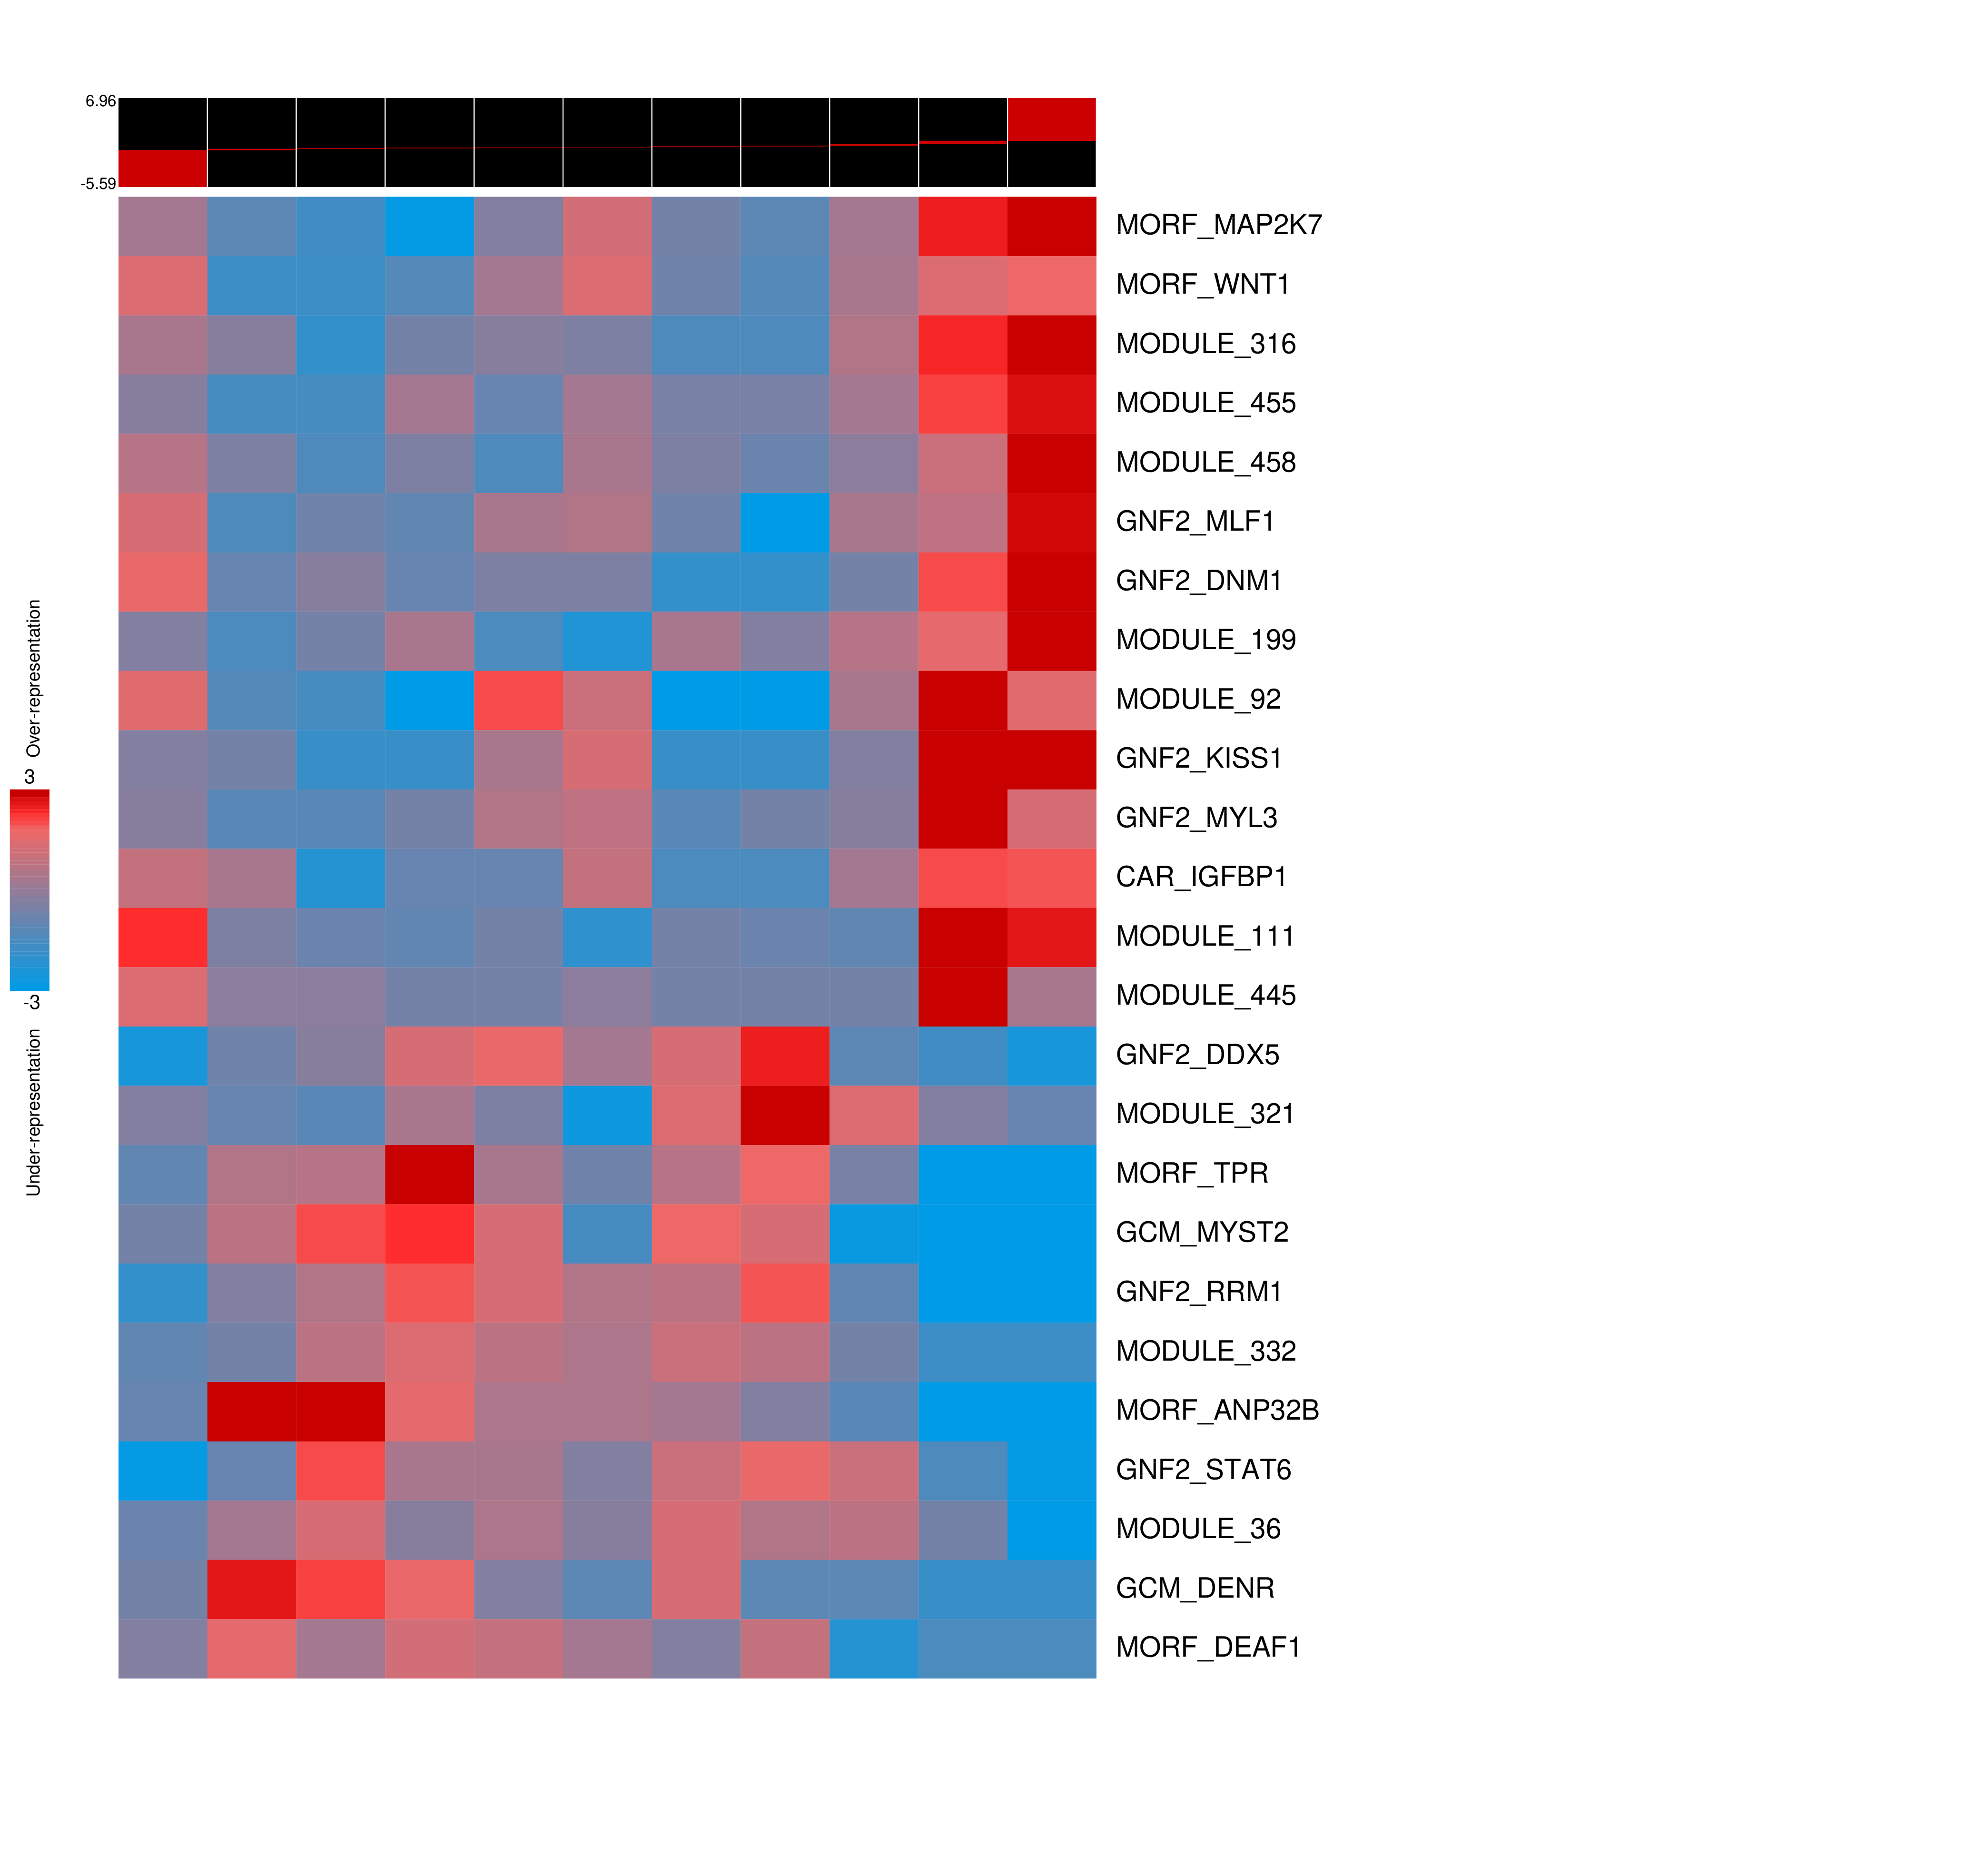 6.96
-5.59
MORF_MAP2K7
MORF_WNT1
MODULE_316
MODULE_455
MODULE_458
GNF2_MLF1
GNF2_DNM1
MODULE_199
MODULE_92
GNF2_KISS1
GNF2_MYL3
CAR_IGFBP1
MODULE_111
MODULE_445
GNF2_DDX5
MODULE_321
MORF_TPR
GCM_MYST2
GNF2_RRM1
MODULE_332
MORF_ANP32B
GNF2_STAT6
MODULE_36
GCM_DENR
MORF_DEAF1
Over-representation
3
-3
Under-representation